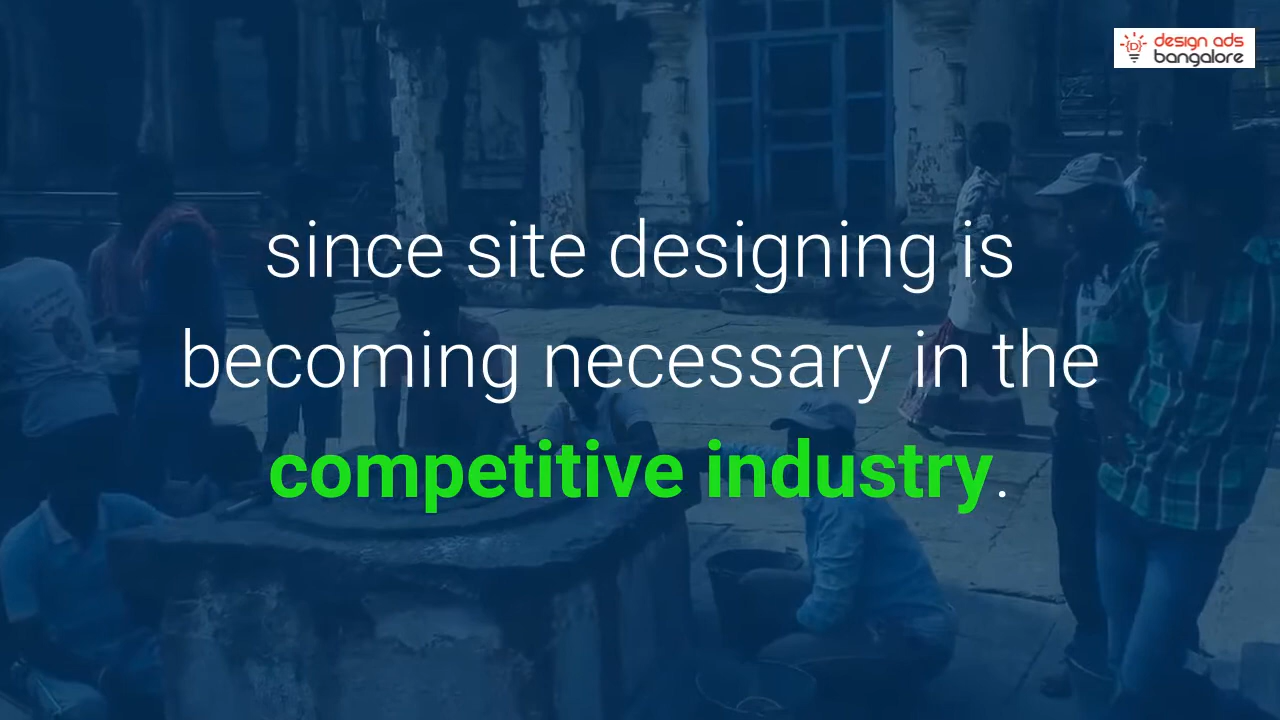 design ads
bangalore
since site designing is
becoming necessary in the
competitive industry.